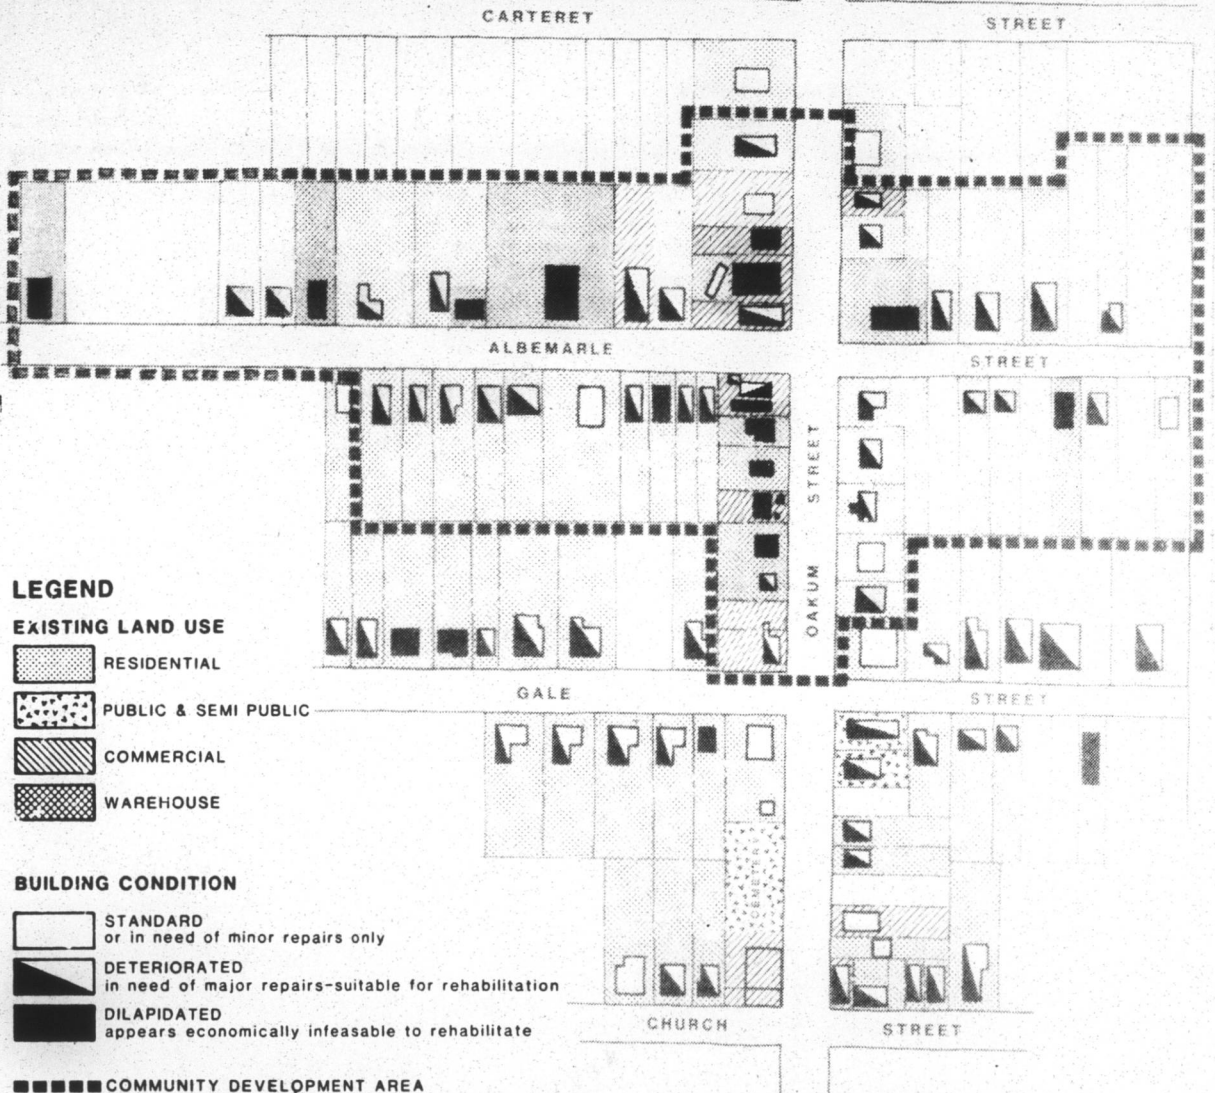 CARTERET STREET
ALBEMARLE STREET
OAKUM STREET
GALE STREET
CEMETERY
CHURCH STREET
LEGEND
EXISTING LAND USE
RESIDENTIAL
PUBLIC & SEMI PUBLIC
COMMERCIAL
WAREHOUSE
BUILDING CONDITION
STANDARD
or in need of minor repairs only
DETERIORATED
in need of major repairs-suitable for rehabilitation
DILAPIDATED
appears economically infeasable to rehabilitate
COMMUNITY DEVELOPMENT AREA